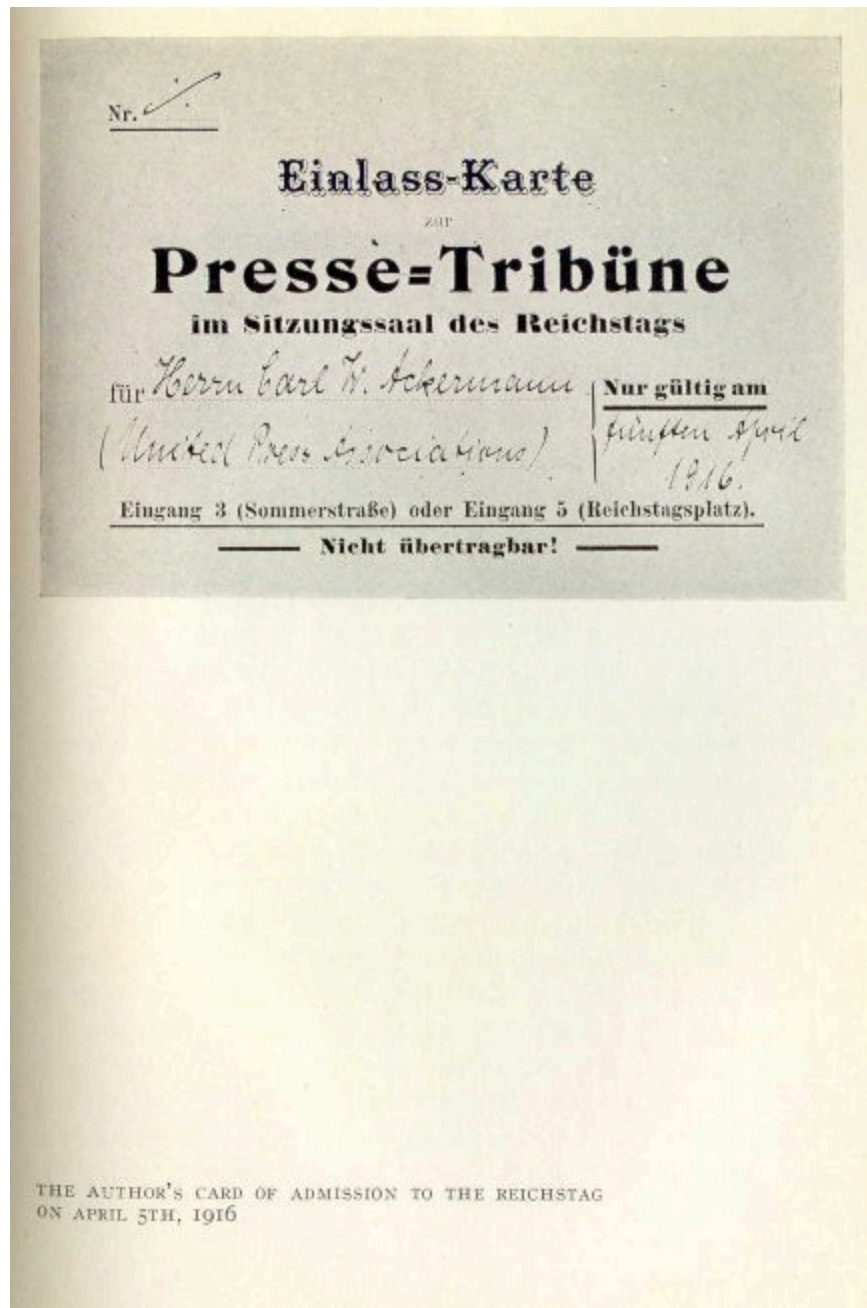 Nr.
Einlass-Karte
zur
Presse=Tribüne
im Sitzungssaal des Reichstags
für Herrn Carl W. Ackermann
(United Press Associations)
Nur gültig am
fünften April
1916.
Eingang 3 (Sommerstraße) oder Eingang 5 (Reichstagsplatz).
Nicht übertragbar!
THE AUTHOR'S CARD OF ADMISSION TO THE REICHSTAG
ON APRIL 5TH, 1916